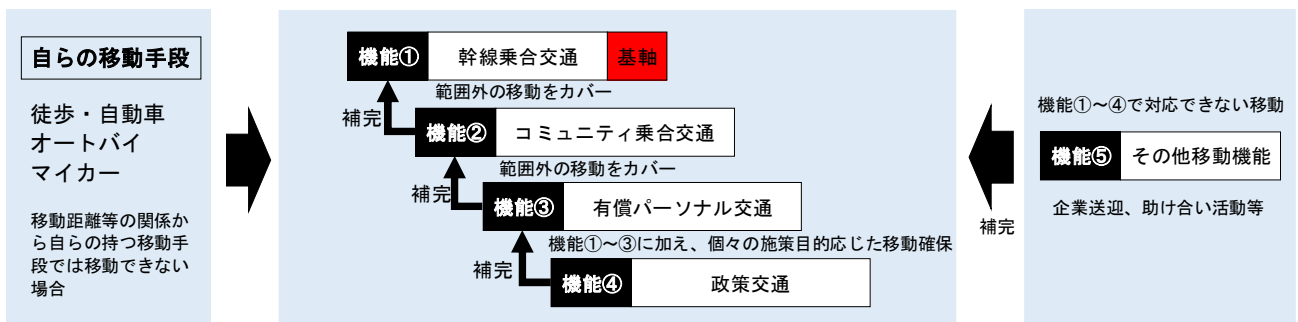 自らの移動手段
徒歩・自動車
オートバイ
マイカー
移動距離等の関係か
ら自らの持つ移動手
段では移動できない
場合
機能① 幹線乗合交通 基軸
範囲外の移動をカバー
補完
機能② コミュニティ乗合交通
範囲外の移動をカバー
補完
機能③ 有償パーソナル交通
機能①～③に加え、個々の施策目的応じた移動確保
補完
機能④ 政策交通
補完
機能①～④で対応できない移動
機能⑤ その他移動機能
企業送迎、助け合い活動等